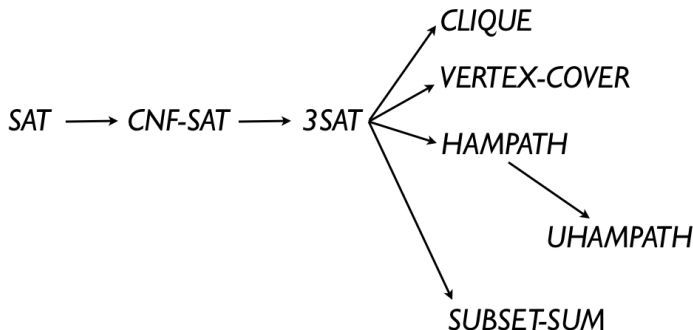 CLIQUE
VERTEX-COVER
SAT CNF-SAT 3SAT
HAMPATH
UHAMPATH
SUBSET-SUM